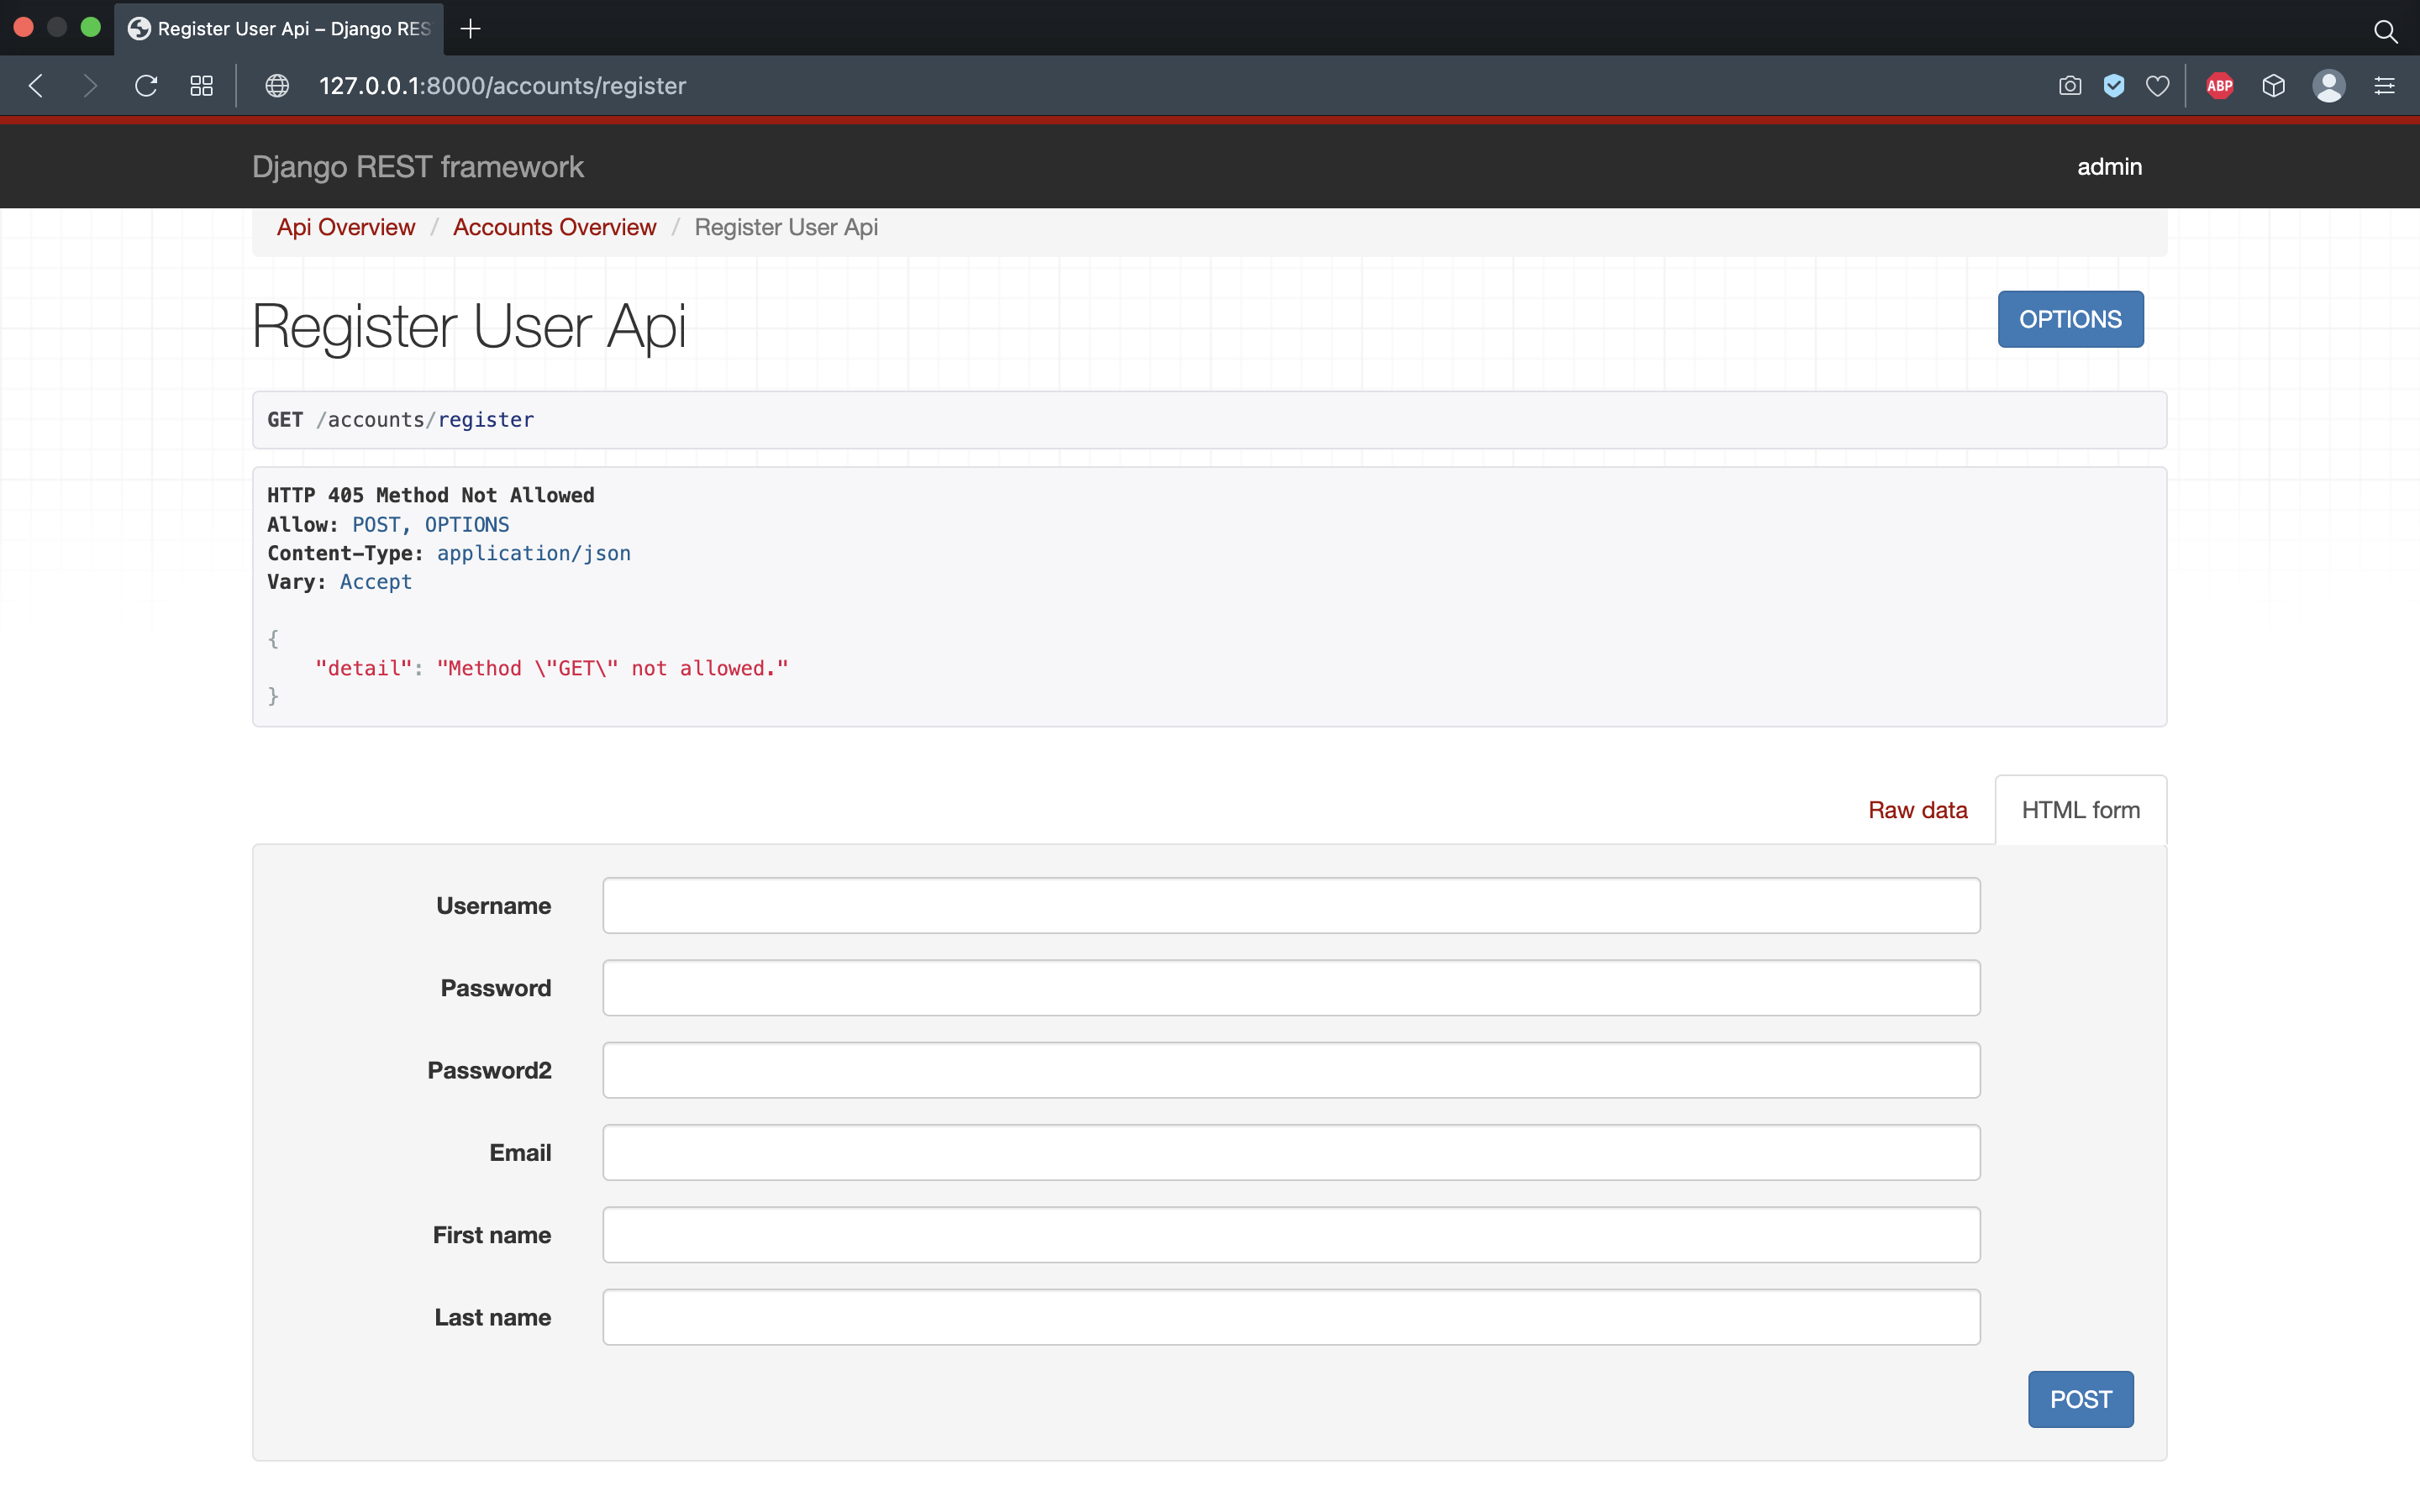 Register User Api – Django RES
127.0.0.1:8000/accounts/register
ABP
Django REST framework
admin
Api Overview / Accounts Overview / Register User Api
Register User Api
OPTIONS
GET /accounts/register
HTTP 405 Method Not Allowed
Allow: POST, OPTIONS
Content-Type: application/json
Vary: Accept
{
"detail": "Method \"GET\" not allowed."
}
Raw data
HTML form
Username
Password
Password2
Email
First name
Last name
POST